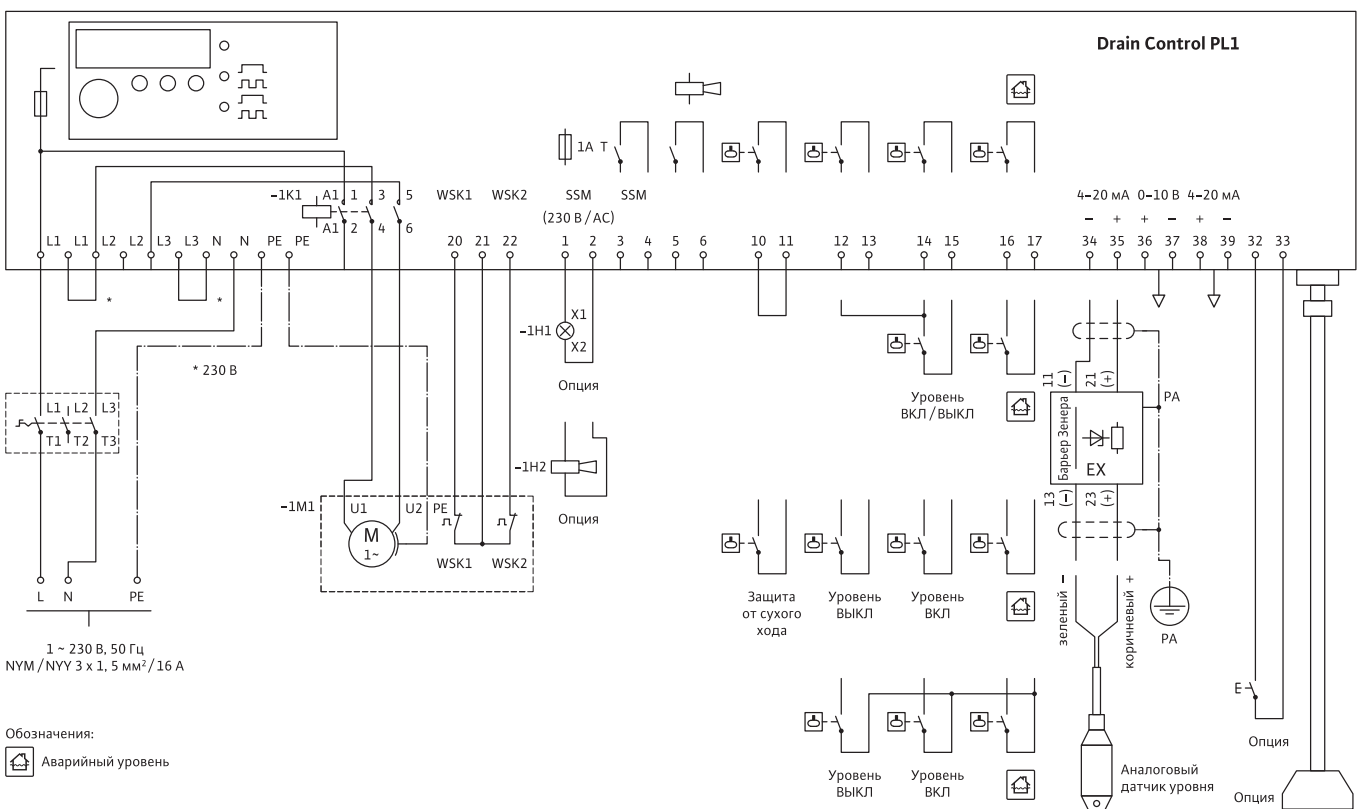 Drain Control PL1
1A T
-1K1 A1 1 3 5 WSK1 WSK2 SSM SSM 4-20 мА 0-10 В 4-20 мА
(230 В/AC) - + + - + -
A1 2 4 6
L1 L1 L2 L2 L3 L3 N N PE PE 20 21 22 1 2 3 4 5 6 10 11 12 13 14 15 16 17 34 35 36 37 38 39 32 33
* *
-1H1 X1
X2
* 230 В
Опция
Уровень
ВКЛ/ВЫКЛ
11 (-) 21 (+)
PA
Барьер Зенера
EX
13 (-) 23 (+)
L1 L2 L3
T1 T2 T3
-1H2
Опция
-1M1 U1 U2 PE
M
1~
WSK1 WSK2
L N PE
1 ~ 230 В, 50 Гц
NYM/NYY 3 x 1, 5 мм²/16 А
Защита
от сухого
хода
Уровень
ВЫКЛ
Уровень
ВКЛ
зеленый -
коричневый +
PA
E
Опция
Обозначения:
Аварийный уровень
Уровень
ВЫКЛ
Уровень
ВКЛ
Аналоговый
датчик уровня
Опция